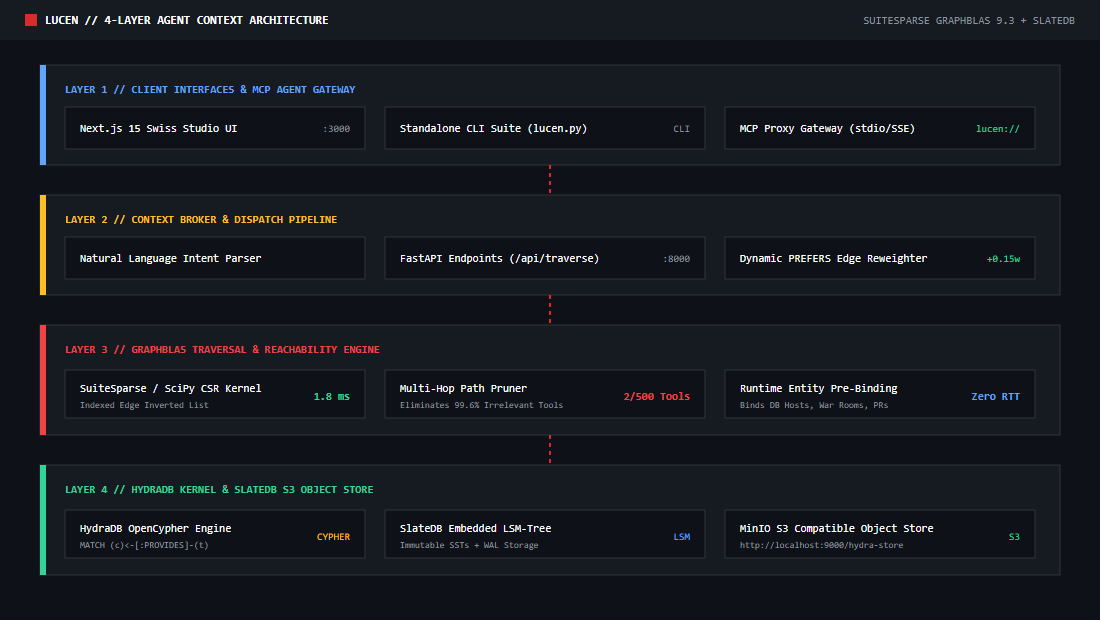 LUCEN // 4-LAYER AGENT CONTEXT ARCHITECTURE
SUITESPARSE GRAPHBLAS 9.3 + SLATEDB
LAYER 1 // CLIENT INTERFACES & MCP AGENT GATEWAY
Next.js 15 Swiss Studio UI
:3000
Standalone CLI Suite (lucen.py)
CLI
MCP Proxy Gateway (stdio/SSE)
lucen://
LAYER 2 // CONTEXT BROKER & DISPATCH PIPELINE
Natural Language Intent Parser
FastAPI Endpoints (/api/traverse)
:8000
Dynamic PREFERS Edge Reweighter
+0.15w
LAYER 3 // GRAPHBLAS TRAVERSAL & REACHABILITY ENGINE
SuiteSparse / SciPy CSR Kernel
Indexed Edge Inverted List
1.8 ms
Multi-Hop Path Pruner
Eliminates 99.6% Irrelevant Tools
2/500 Tools
Runtime Entity Pre-Binding
Binds DB Hosts, War Rooms, PRs
Zero RTT
LAYER 4 // HYDRADB KERNEL & SLATEDB S3 OBJECT STORE
HydraDB OpenCypher Engine
MATCH (c)<-[:PROVIDES]-(t)
CYPHER
SlateDB Embedded LSM-Tree
Immutable SSTs + WAL Storage
LSM
MinIO S3 Compatible Object Store
http://localhost:9000/hydra-store
S3